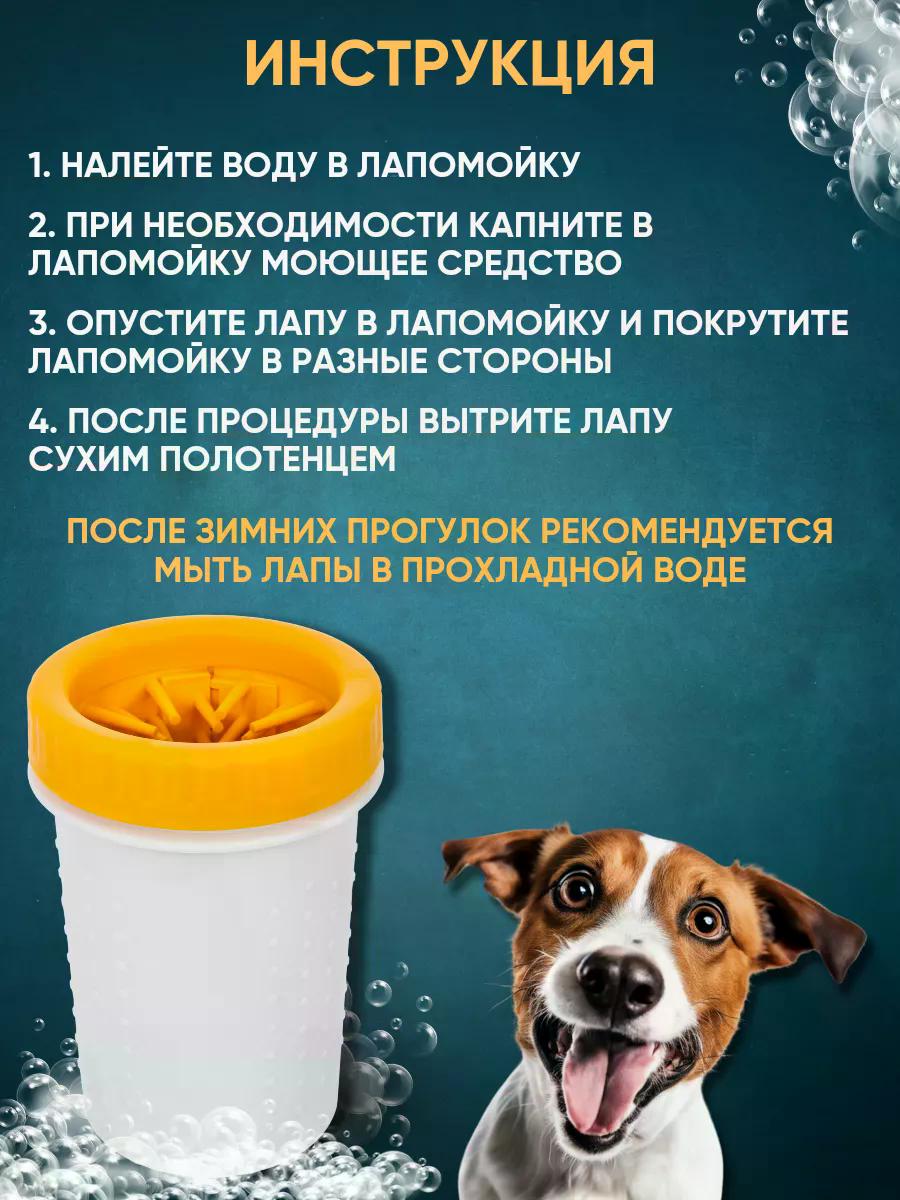 ИНСТРУКЦИЯ
1. НАЛЕЙТЕ ВОДУ В ЛАПОМОЙКУ
2. ПРИ НЕОБХОДИМОСТИ КАПНИТЕ В
ЛАПОМОЙКУ МОЮЩЕЕ СРЕДСТВО
3. ОПУСТИТЕ ЛАПУ В ЛАПОМОЙКУ И ПОКРУТИТЕ
ЛАПОМОЙКУ В РАЗНЫЕ СТОРОНЫ
4. ПОСЛЕ ПРОЦЕДУРЫ ВЫТРИТЕ ЛАПУ
СУХИМ ПОЛОТЕНЦЕМ
ПОСЛЕ ЗИМНИХ ПРОГУЛОК РЕКОМЕНДУЕТСЯ
МЫТЬ ЛАПЫ В ПРОХЛАДНОЙ ВОДЕ